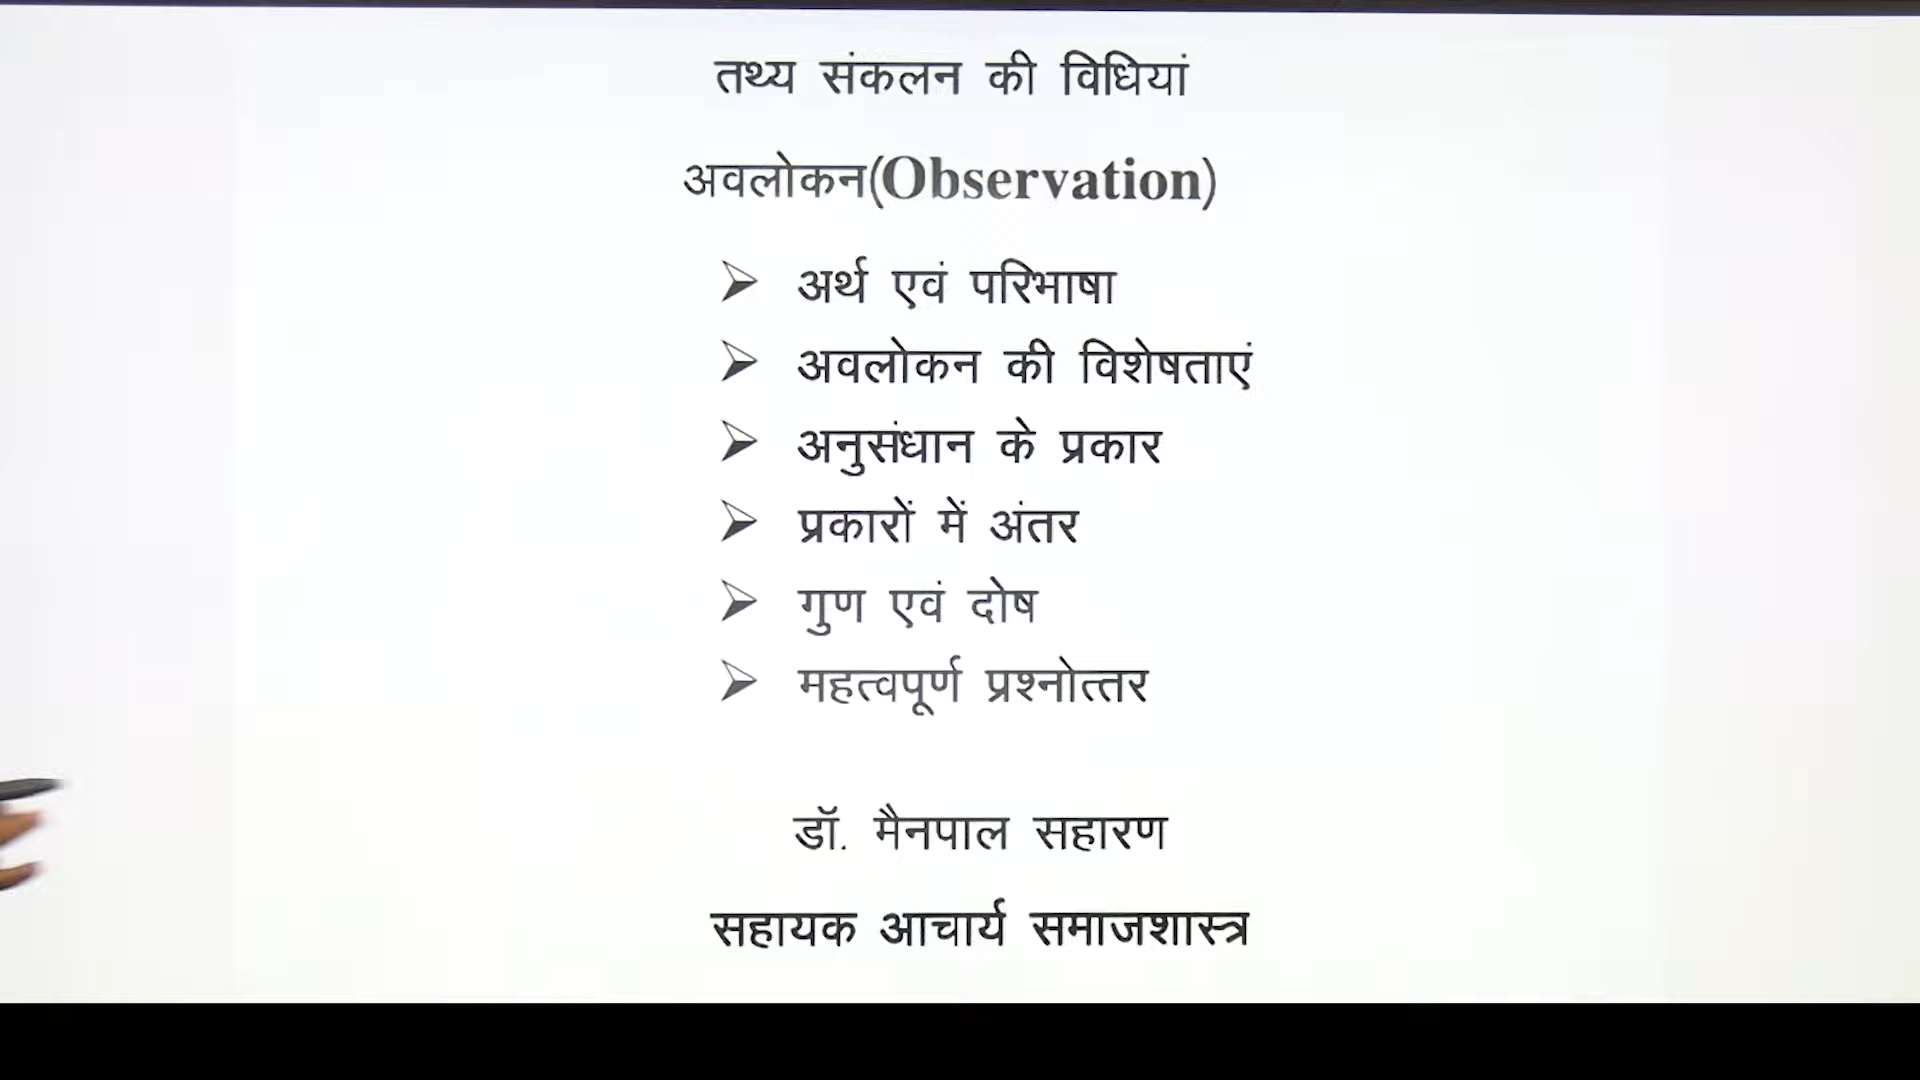 तथ्य संकलन की विधियां
अवलोकन(Observation)
➢ अर्थ एवं परिभाषा
➢ अवलोकन की विशेषताएं
➢ अनुसंधान के प्रकार
➢ प्रकारों में अंतर
➢ गुण एवं दोष
➢ महत्वपूर्ण प्रश्नोत्तर
डॉ. मैनपाल सहारण
सहायक आचार्य समाजशास्त्र